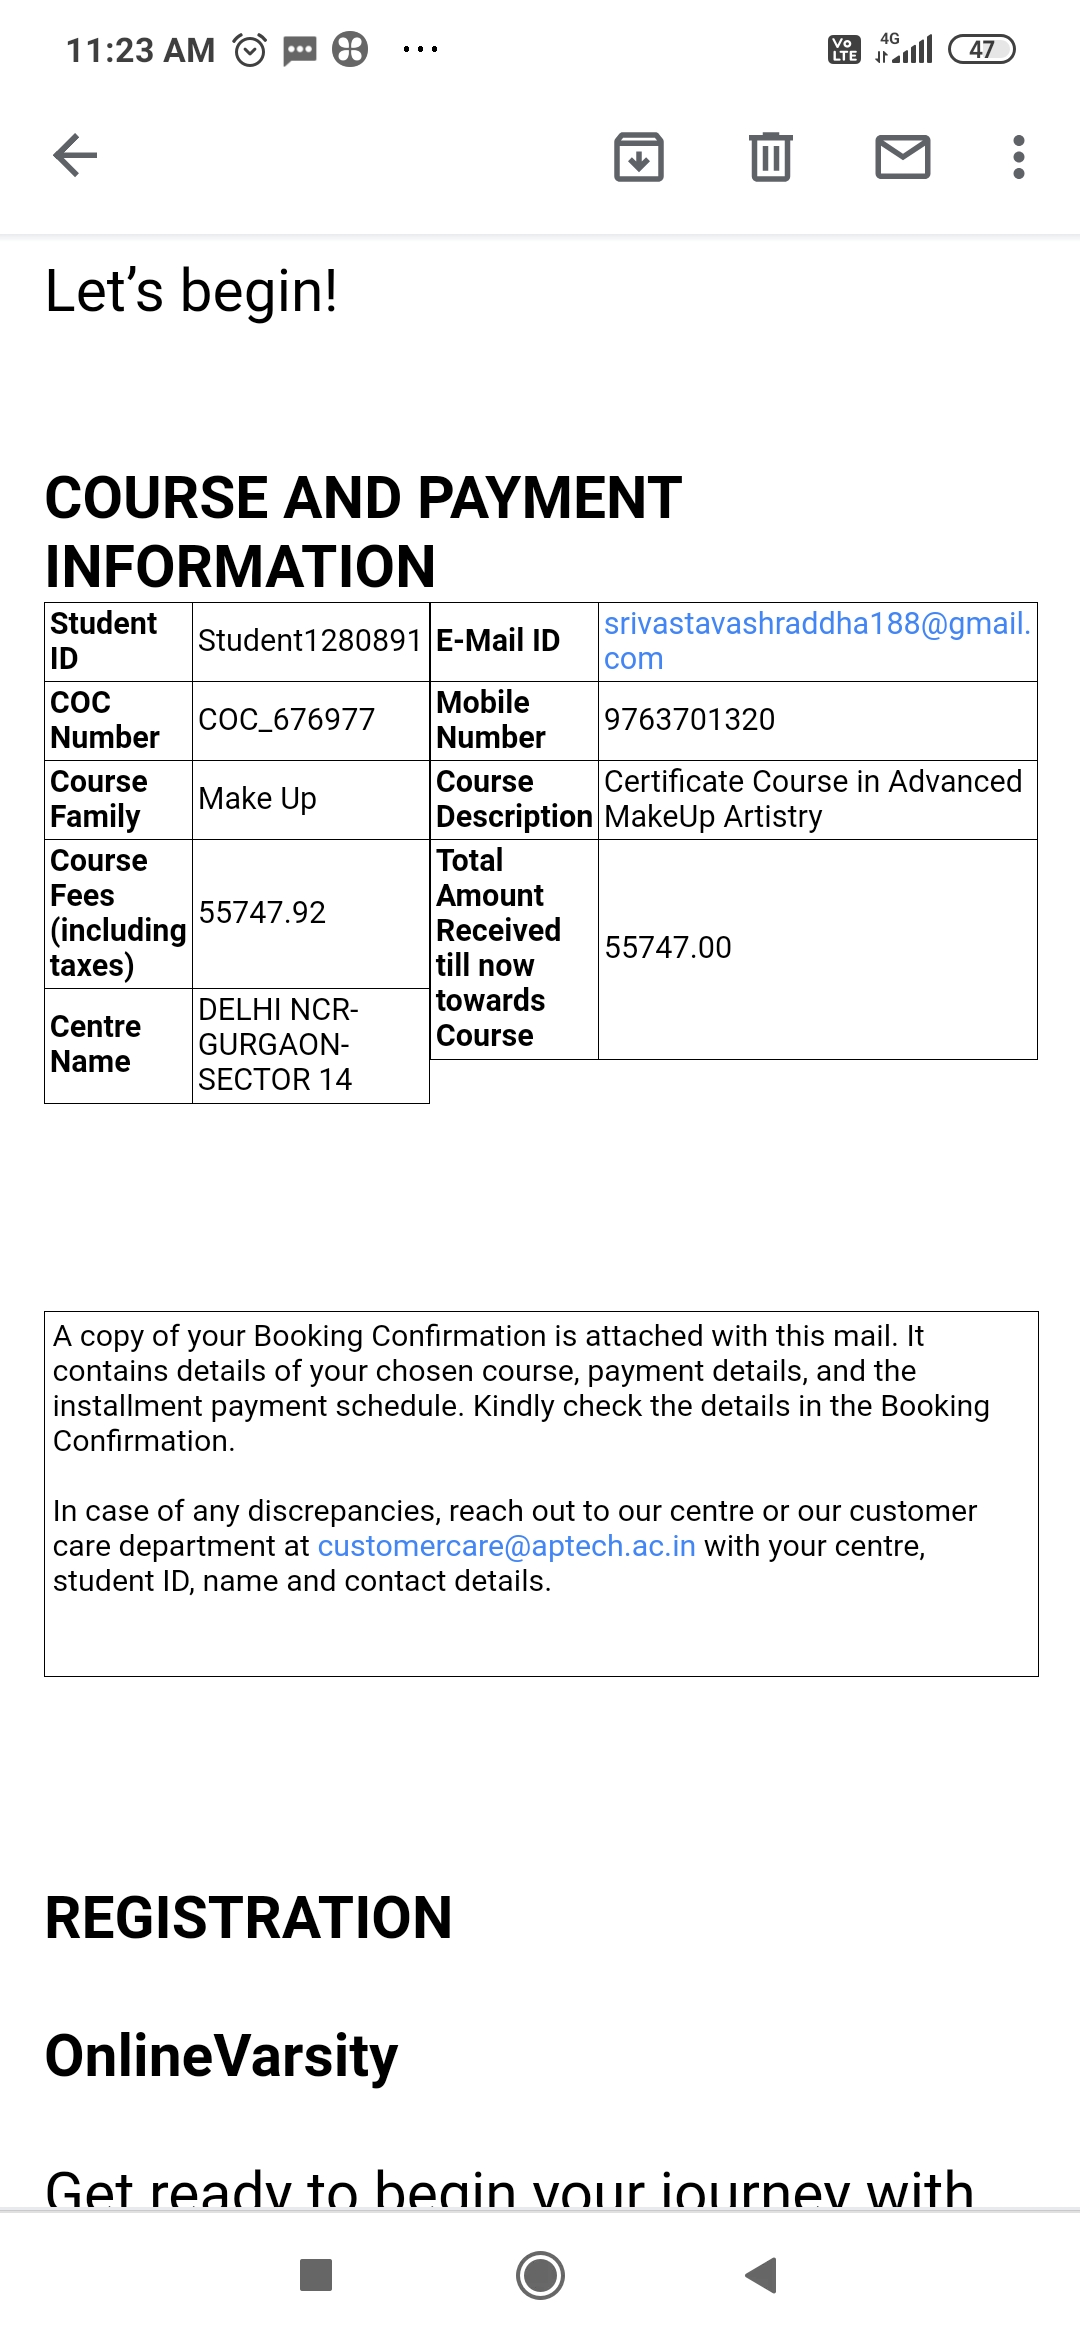 11:23 AM
Vo LTE
4G
47
Let's begin!
COURSE AND PAYMENT
INFORMATION
Student ID Student1280891 E-Mail ID srivastavashraddha188@gmail.com
COC Number COC_676977 Mobile Number 9763701320
Course Family Make Up Course Description Certificate Course in Advanced MakeUp Artistry
Course Fees (including taxes) 55747.92 Total Amount Received till now towards Course 55747.00
Centre Name DELHI NCR-GURGAON-SECTOR 14
A copy of your Booking Confirmation is attached with this mail. It
contains details of your chosen course, payment details, and the
installment payment schedule. Kindly check the details in the Booking
Confirmation.
In case of any discrepancies, reach out to our centre or our customer
care department at customercare@aptech.ac.in with your centre,
student ID, name and contact details.
REGISTRATION
OnlineVarsity
Get ready to begin your journey with